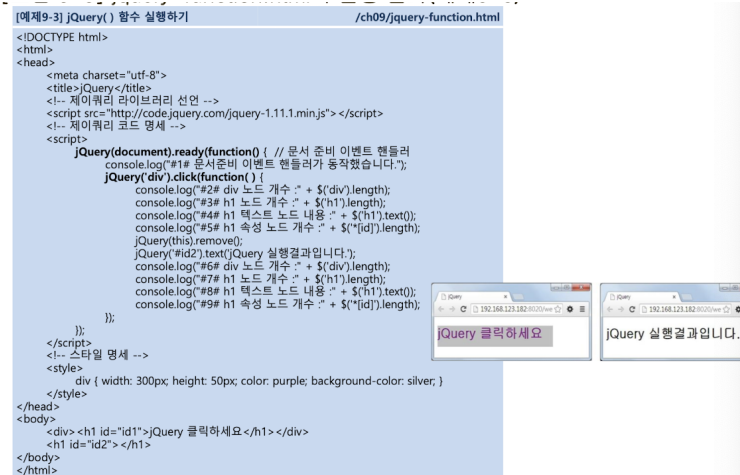 [예제9-3] jQuery( ) 함수 실행하기 /ch09/jquery-function.html
<!DOCTYPE html>
<html>
<head>
<meta charset="utf-8">
<title>jQuery</title>
<!-- 제이쿼리 라이브러리 선언 -->
<script src="http://code.jquery.com/jquery-1.11.1.min.js"></script>
<!-- 제이쿼리 코드 명세 -->
<script>
jQuery(document).ready(function() { // 문서 준비 이벤트 핸들러
console.log("#1# 문서준비 이벤트 핸들러가 동작했습니다.");
jQuery('div').click(function( ) {
console.log("#2# div 노드 개수 :" + $('div').length);
console.log("#3# h1 노드 개수 :" + $('h1').length);
console.log("#4# h1 텍스트 노드 내용 :" + $('h1').text());
console.log("#5# h1 속성 노드 개수 :" + $('*[id]').length);
jQuery(this).remove();
jQuery('#id2').text('jQuery 실행결과입니다.');
console.log("#6# div 노드 개수 :" + $('div').length);
console.log("#7# h1 노드 개수 :" + $('h1').length);
console.log("#8# h1 텍스트 노드 내용 :" + $('h1').text());
console.log("#9# h1 속성 노드 개수 :" + $('*[id]').length);
});
});
</script>
<!-- 스타일 명세 -->
<style>
div { width: 300px; height: 50px; color: purple; background-color: silver; }
</style>
</head>
<body>
<div><h1 id="id1">jQuery 클릭하세요</h1></div>
<h1 id="id2"></h1>
</body>
</html>
jQuery
192.168.123.182:8020/we
jQuery 클릭하세요
jQuery
192.168.123.182:8020/we
jQuery 실행결과입니다.